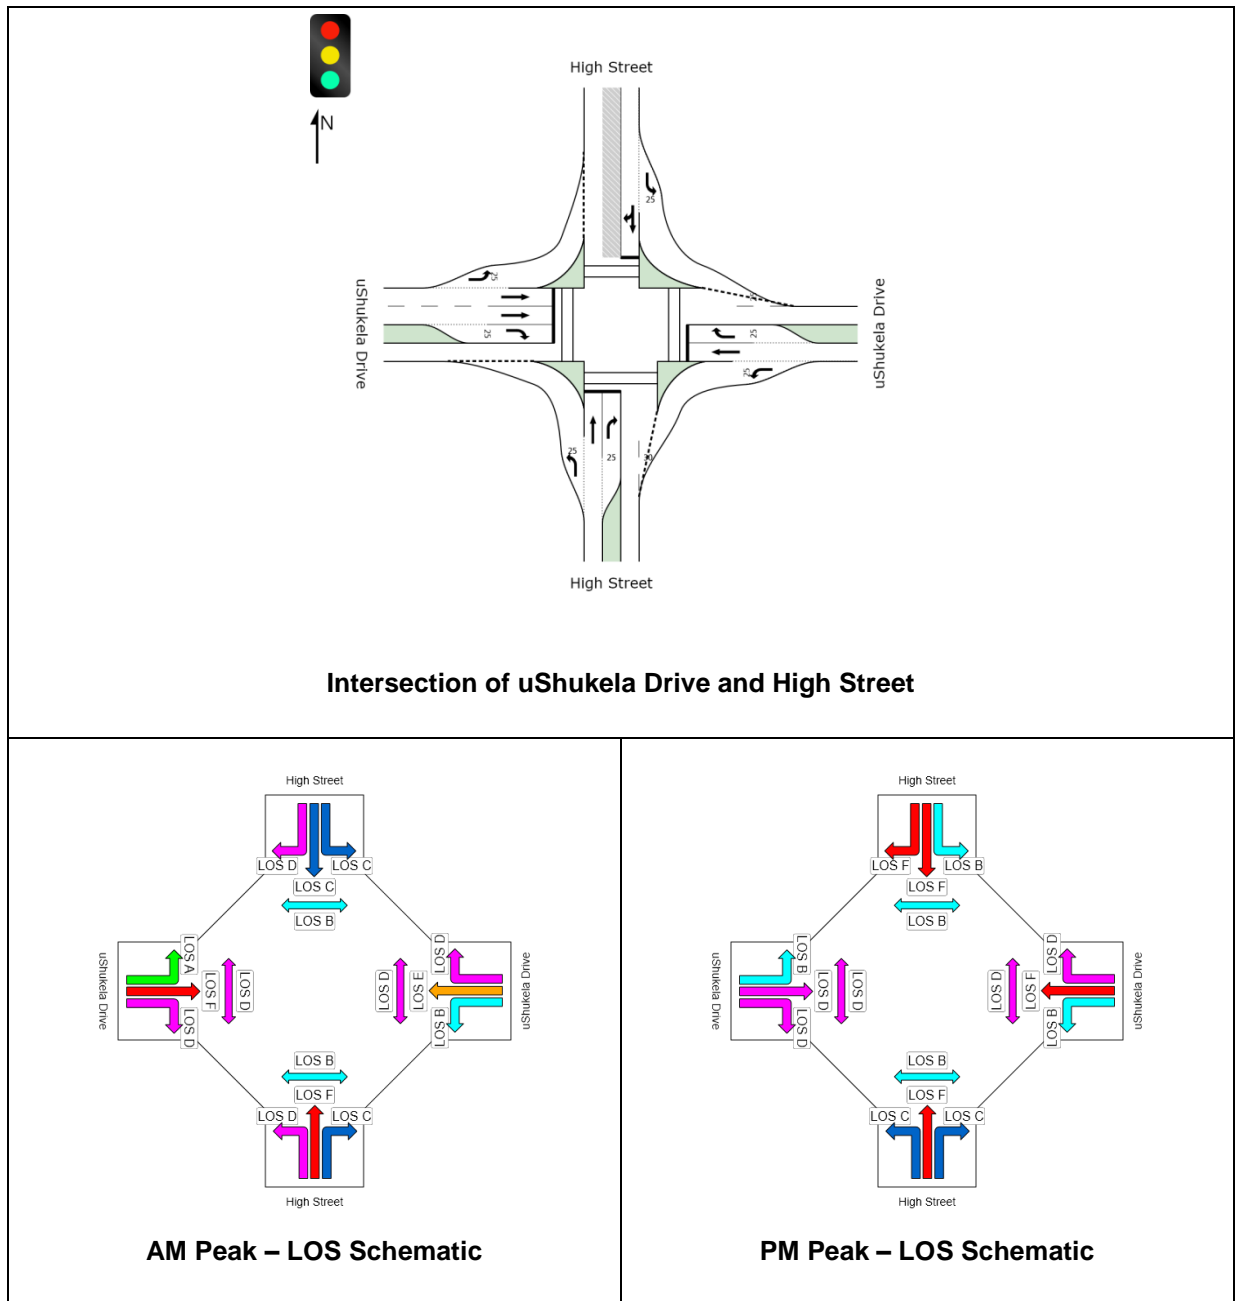 High Street
N
25
25
uShukela Drive
25
25
25
25
uShukela Drive
25
25
25
30
High Street
Intersection of uShukela Drive and High Street
High Street
LOS D
LOS C
LOS C
LOS B
uShukela Drive
LOS A
LOS F
LOS D
LOS D
LOS D
LOS E
LOS D
LOS B
uShukela Drive
LOS B
LOS F
LOS D
LOS C
High Street
AM Peak – LOS Schematic
High Street
LOS F
LOS B
LOS F
LOS B
uShukela Drive
LOS B
LOS D
LOS D
LOS D
LOS D
LOS F
LOS D
LOS B
uShukela Drive
LOS B
LOS F
LOS C
LOS C
High Street
PM Peak – LOS Schematic